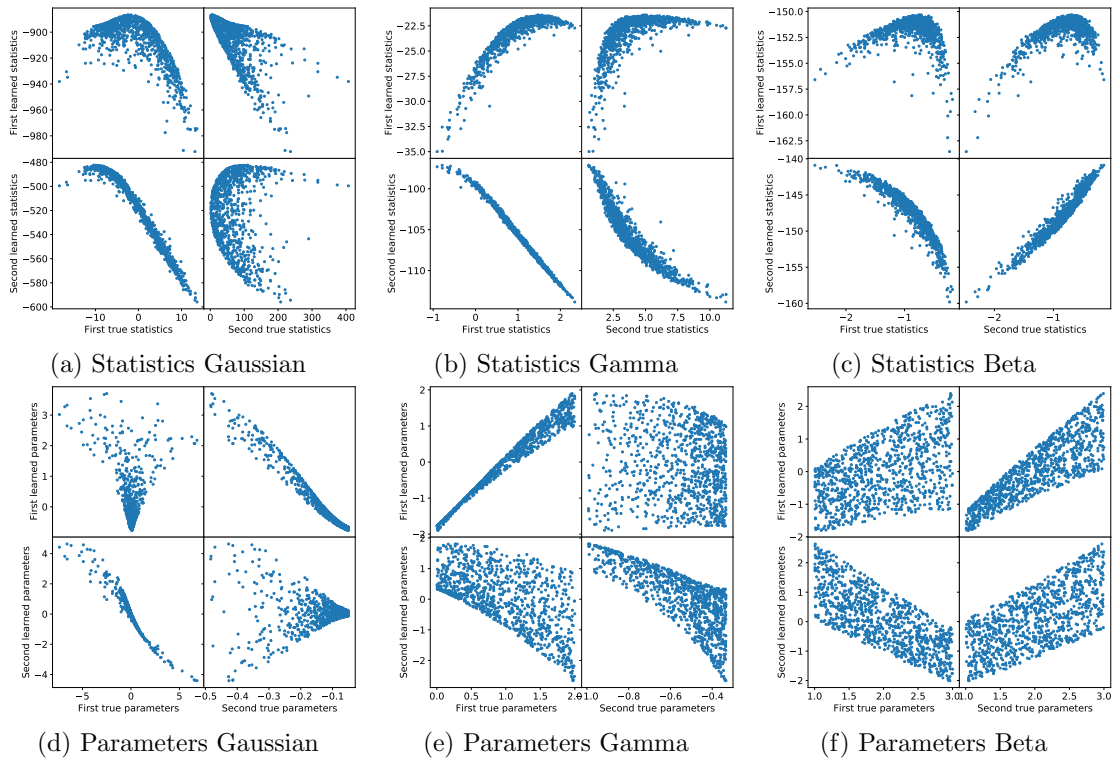 First learned statistics
−900
−920
−940
−960
−980
Second learned statistics
−480
−500
−520
−540
−560
−580
−600
−10 0 10
First true statistics
0 100 200 300 400
Second true statistics
(a) Statistics Gaussian
First learned statistics
−22.5
−25.0
−27.5
−30.0
−32.5
−35.0
Second learned statistics
−100
−105
−110
−1 0 1 2
First true statistics
2.5 5.0 7.5 10.0
Second true statistics
(b) Statistics Gamma
First learned statistics
−150.0
−152.5
−155.0
−157.5
−160.0
−162.5
Second learned statistics
−140
−145
−150
−155
−160
−2 −1
First true statistics
−2 −1
Second true statistics
(c) Statistics Beta
First learned parameters
3
2
1
0
Second learned parameters
4
2
0
−2
−4
−5 0 5
First true parameters
−0.5 −0.4 −0.3 −0.2 −0.1
Second true parameters
(d) Parameters Gaussian
First learned parameters
2
1
0
−1
−2
Second learned parameters
1
0
−1
−2
0.0 0.5 1.0 1.5 2.0
First true parameters
1.0 −0.8 −0.6 −0.4
Second true parameters
(e) Parameters Gamma
First learned parameters
2
1
0
−1
−2
Second learned parameters
2
1
0
−1
−2
1.0 1.5 2.0 2.5 3.0
First true parameters
1.0 1.5 2.0 2.5 3.0
Second true parameters
(f) Parameters Beta